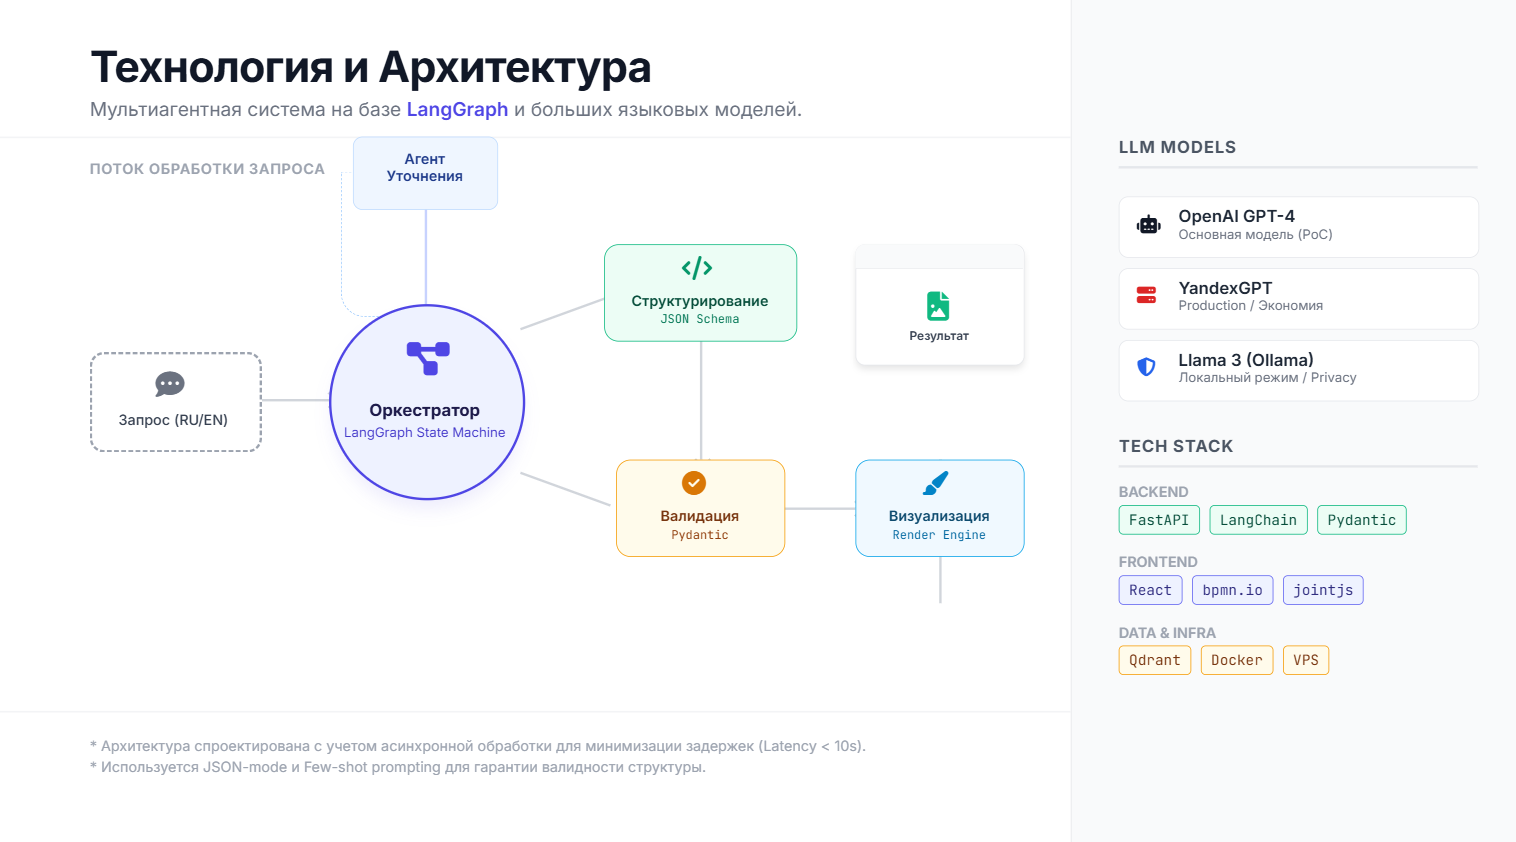 Технология и Архитектура
Мультиагентная система на базе LangGraph и больших языковых моделей.
ПОТОК ОБРАБОТКИ ЗАПРОСА
Агент
Уточнения
Запрос (RU/EN)
Оркестратор
LangGraph State Machine
Структурирование
JSON Schema
Результат
Валидация
Pydantic
Визуализация
Render Engine
* Архитектура спроектирована с учетом асинхронной обработки для минимизации задержек (Latency < 10s).
* Используется JSON-mode и Few-shot prompting для гарантии валидности структуры.
LLM MODELS
OpenAI GPT-4
Основная модель (PoC)
YandexGPT
Production / Экономия
Llama 3 (Ollama)
Локальный режим / Privacy
TECH STACK
BACKEND
FastAPI LangChain Pydantic
FRONTEND
React bpmn.io jointjs
DATA & INFRA
Qdrant Docker VPS